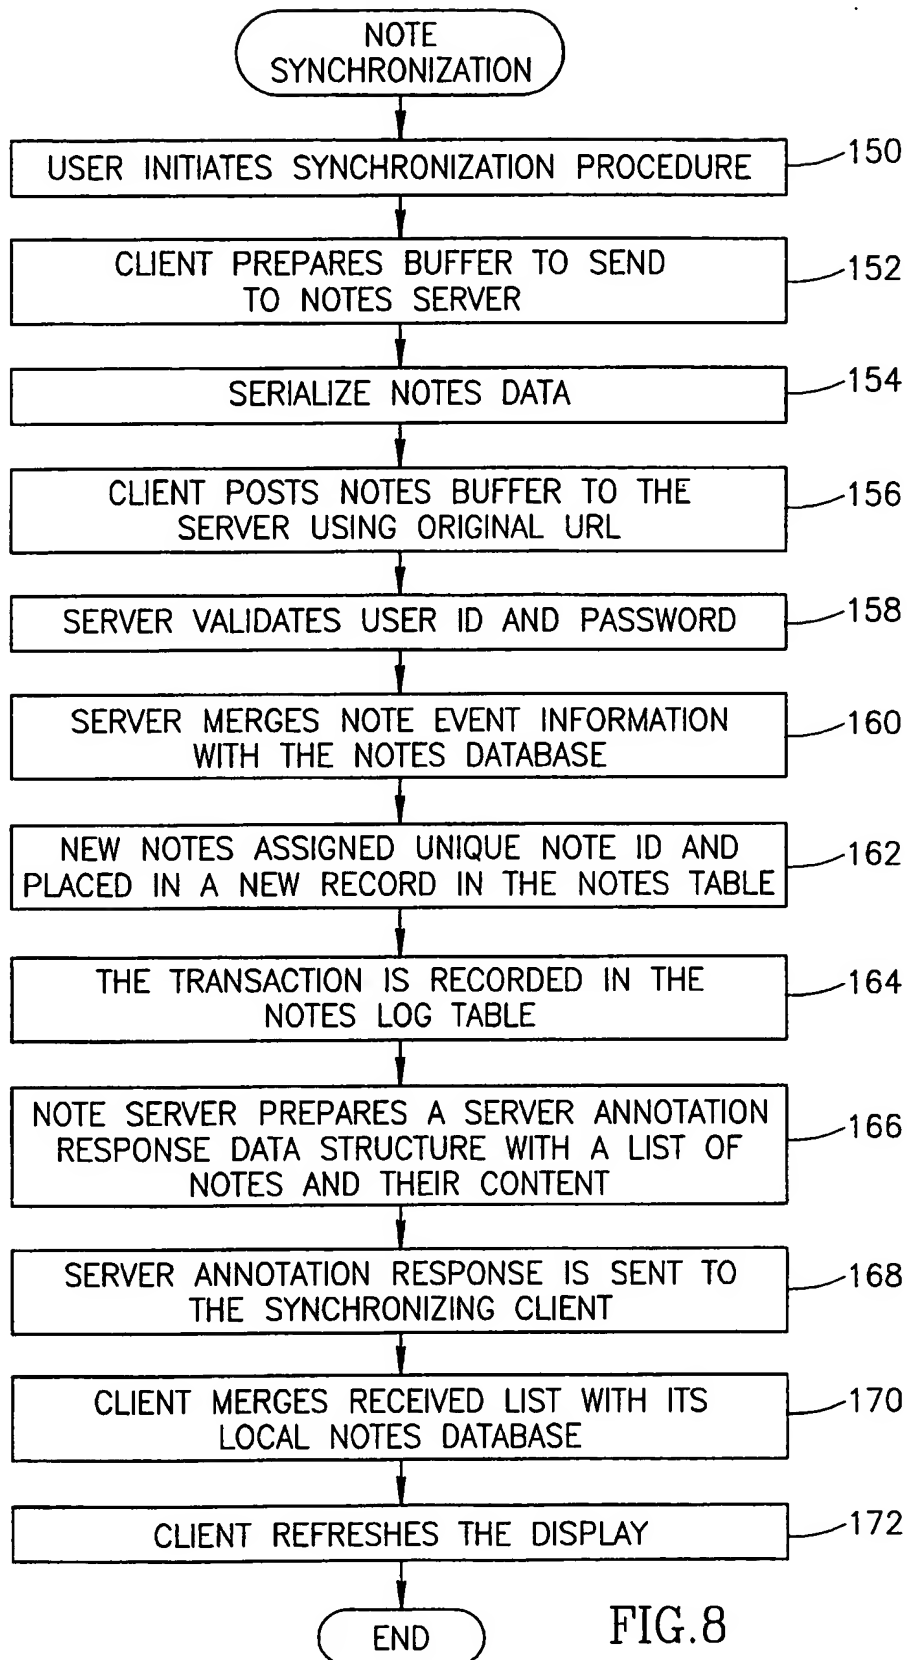 NOTE
SYNCHRONIZATION
USER INITIATES SYNCHRONIZATION PROCEDURE
150
CLIENT PREPARES BUFFER TO SEND
TO NOTES SERVER
152
SERIALIZE NOTES DATA
154
CLIENT POSTS NOTES BUFFER TO THE
SERVER USING ORIGINAL URL
156
SERVER VALIDATES USER ID AND PASSWORD
158
SERVER MERGES NOTE EVENT INFORMATION
WITH THE NOTES DATABASE
160
NEW NOTES ASSIGNED UNIQUE NOTE ID AND
PLACED IN A NEW RECORD IN THE NOTES TABLE
162
THE TRANSACTION IS RECORDED IN THE
NOTES LOG TABLE
164
NOTE SERVER PREPARES A SERVER ANNOTATION
RESPONSE DATA STRUCTURE WITH A LIST OF
NOTES AND THEIR CONTENT
166
SERVER ANNOTATION RESPONSE IS SENT TO
THE SYNCHRONIZING CLIENT
168
CLIENT MERGES RECEIVED LIST WITH ITS
LOCAL NOTES DATABASE
170
CLIENT REFRESHES THE DISPLAY
172
END
FIG.8